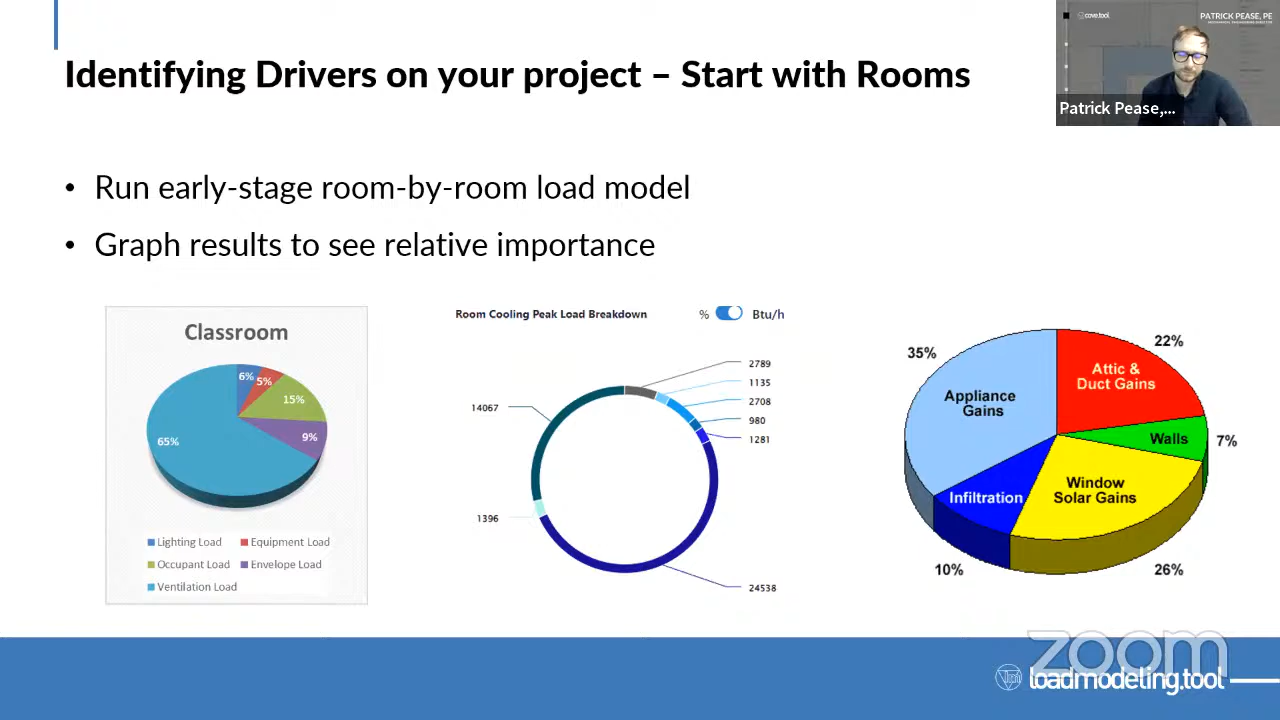 Identifying Drivers on your project – Start with Rooms
cove.tool
PATRICK PEASE, PE
Patrick Pease,...
• Run early-stage room-by-room load model
• Graph results to see relative importance
Classroom
6%
5%
15%
9%
65%
Lighting Load
Equipment Load
Occupant Load
Envelope Load
Ventilation Load
Room Cooling Peak Load Breakdown
%
Btu/h
2789
1135
2708
980
1281
14067
1396
24538
35%
22%
Appliance
Gains
Attic &
Duct Gains
Walls
7%
Window
Solar Gains
Infiltration
10%
26%
zoom
loadmodeling.tool